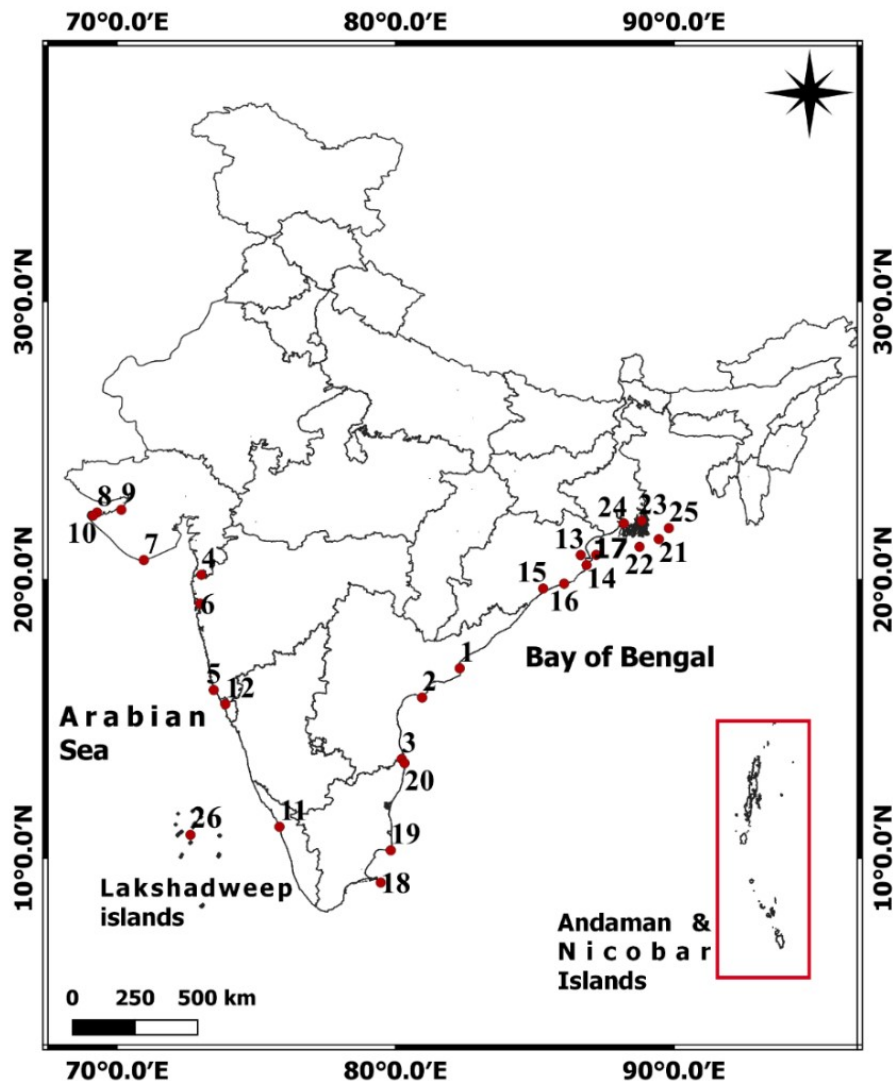 70°0.0′E 80°0.0′E 90°0.0′E
30°0.0′N 30°0.0′N
8 9
10
7
24 23 25
13 17
22 21
14
15
16
20°0.0′N 20°0.0′N
4
6
1
Bay of Bengal
5 12
2
Arabian
Sea
3
20
26
11
19
18
10°0.0′N 10°0.0′N
Lakshadweep
islands
Andaman &
Nicobar
Islands
0 250 500 km
70°0.0′E 80°0.0′E 90°0.0′E